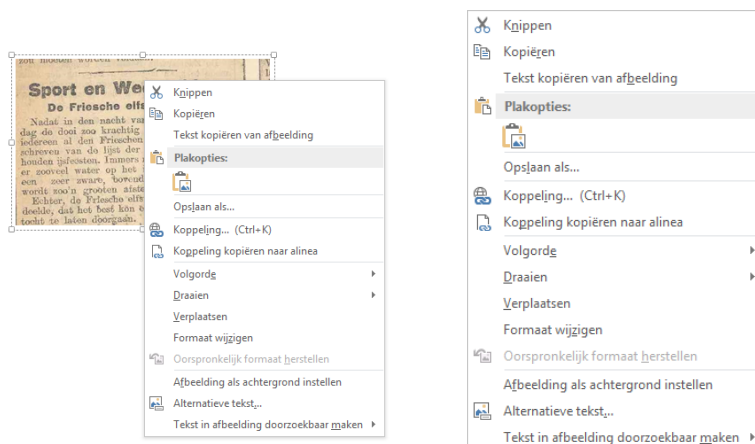 Sport en We
De Friesche elfs
Nadat in den nacht van
dag de dooi zoo krachtig
iedereen al den Frieschen
schreven van de lijst der
honden ijsfeesten. Immers
er zooveel water op het
een zoer zware,
wordt zoo'n grooten afsta
Echter, de Friesche elfs
deelde, dat het best kon
tocht te laten doorgaan.
Knippen
Kopiëren
Tekst kopiëren van afbeelding
Plakopties:
Opslaan als...
Koppeling... (Ctrl+K)
Koppeling kopiëren naar alinea
Volgorde
Draaien
Verplaatsen
Formaat wijzigen
Oorspronkelijk formaat herstellen
Afbeelding als achtergrond instellen
Alternatieve tekst...
Tekst in afbeelding doorzoekbaar maken
Knippen
Kopiëren
Tekst kopiëren van afbeelding
Plakopties:
Opslaan als...
Koppeling... (Ctrl+K)
Koppeling kopiëren naar alinea
Volgorde
Draaien
Verplaatsen
Formaat wijzigen
Oorspronkelijk formaat herstellen
Afbeelding als achtergrond instellen
Alternatieve tekst...
Tekst in afbeelding doorzoekbaar maken